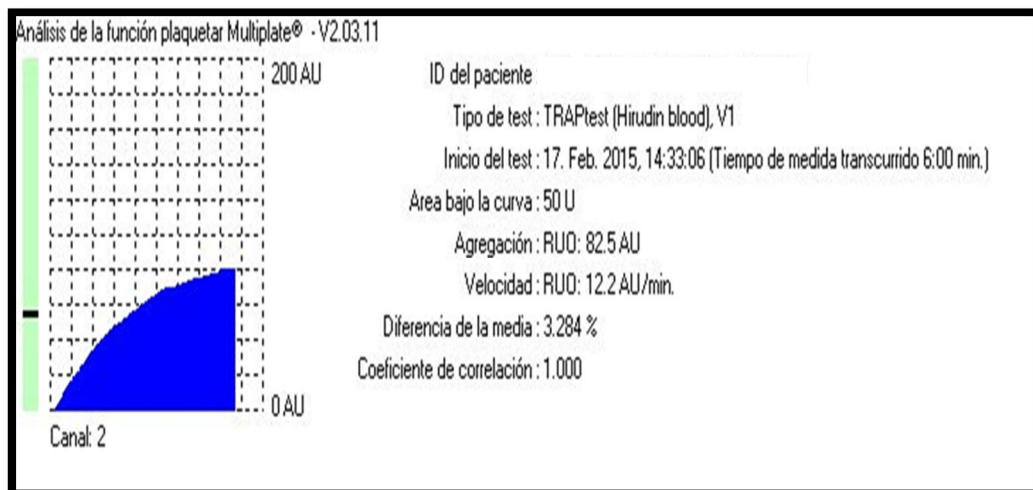 Análisis de la función plaquetar Multiplate® - V2.03.11
200 AU
0 AU
Canal: 2
ID del paciente
Tipo de test : TRAPtest (Hirudin blood), V1
Inicio del test : 17. Feb. 2015, 14:33:06 (Tiempo de medida transcurrido 6:00 min.)
Area bajo la curva : 50 U
Agregación : RUO: 82.5 AU
Velocidad : RUO: 12.2 AU/min.
Diferencia de la media : 3.284 %
Coeficiente de correlación : 1.000